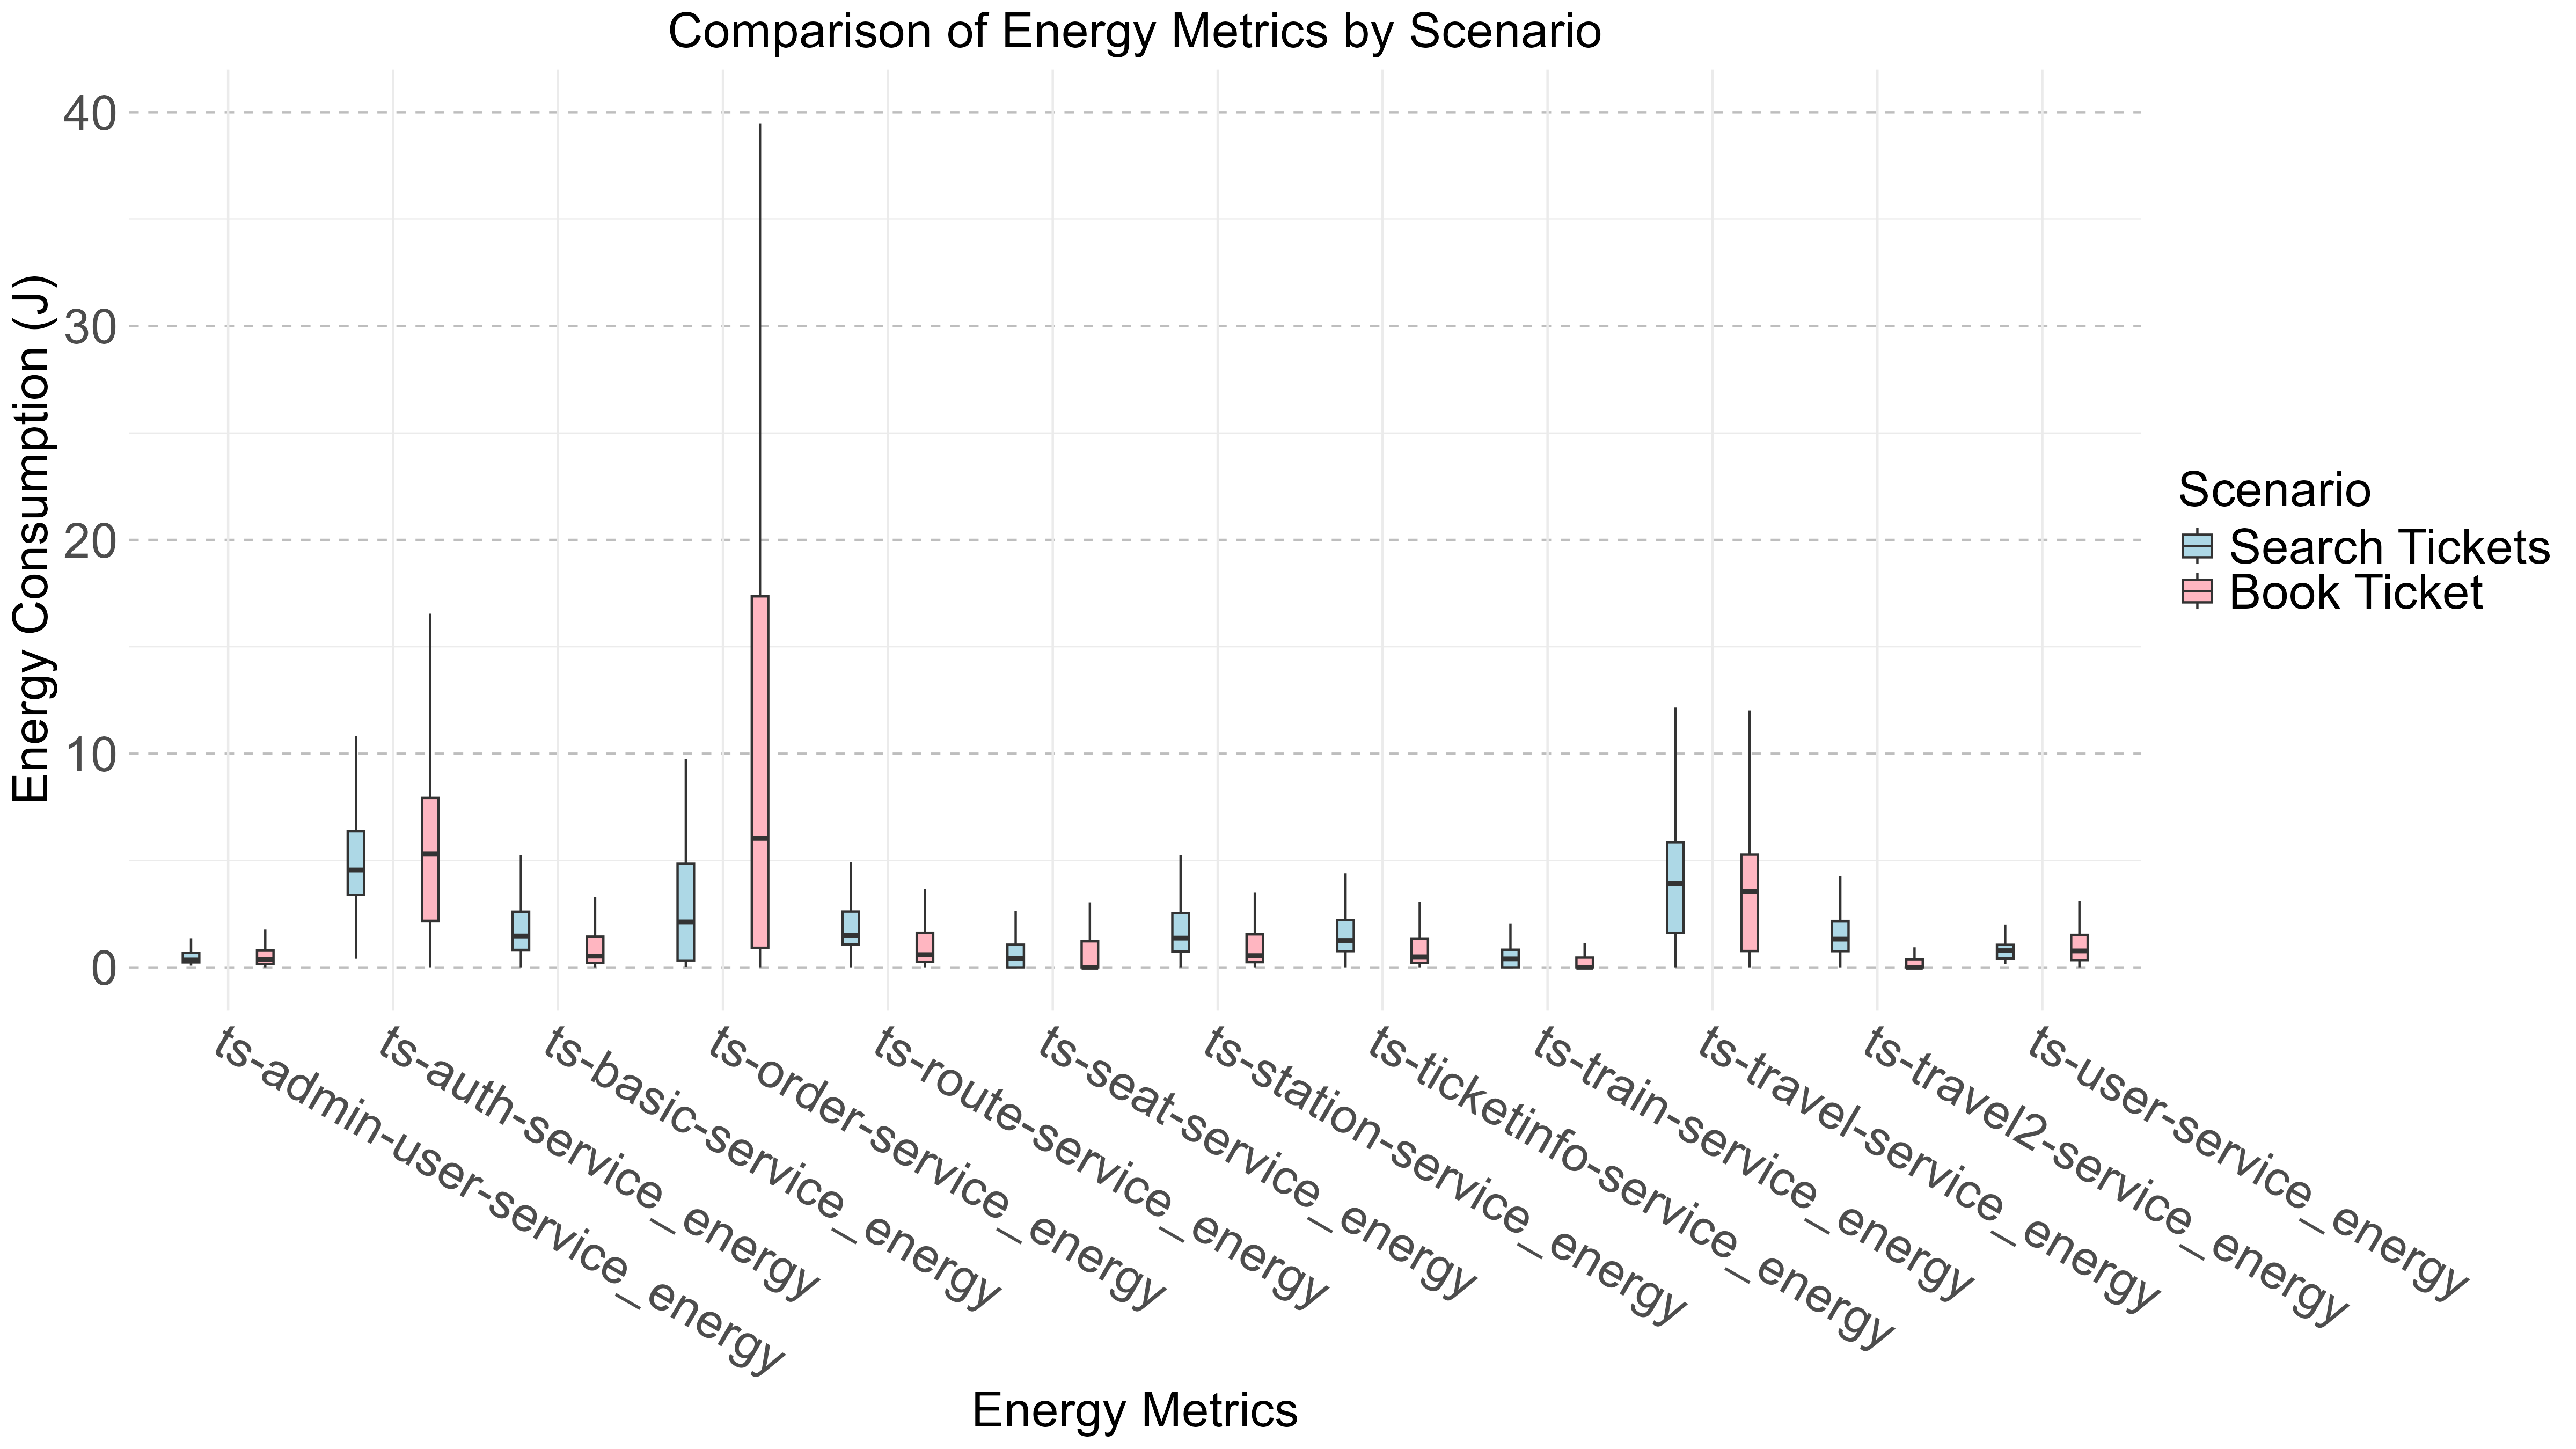 Comparison of Energy Metrics by Scenario
Energy Consumption (J)
40
30
20
10
0
ts-admin-user-service_energy
ts-auth-service_energy
ts-basic-service_energy
ts-order-service_energy
ts-route-service_energy
ts-seat-service_energy
ts-station-service_energy
ts-ticketinfo-service_energy
ts-train-service_energy
ts-travel-service_energy
ts-travel2-service_energy
ts-user-service_energy
Energy Metrics
Scenario
Search Tickets
Book Ticket